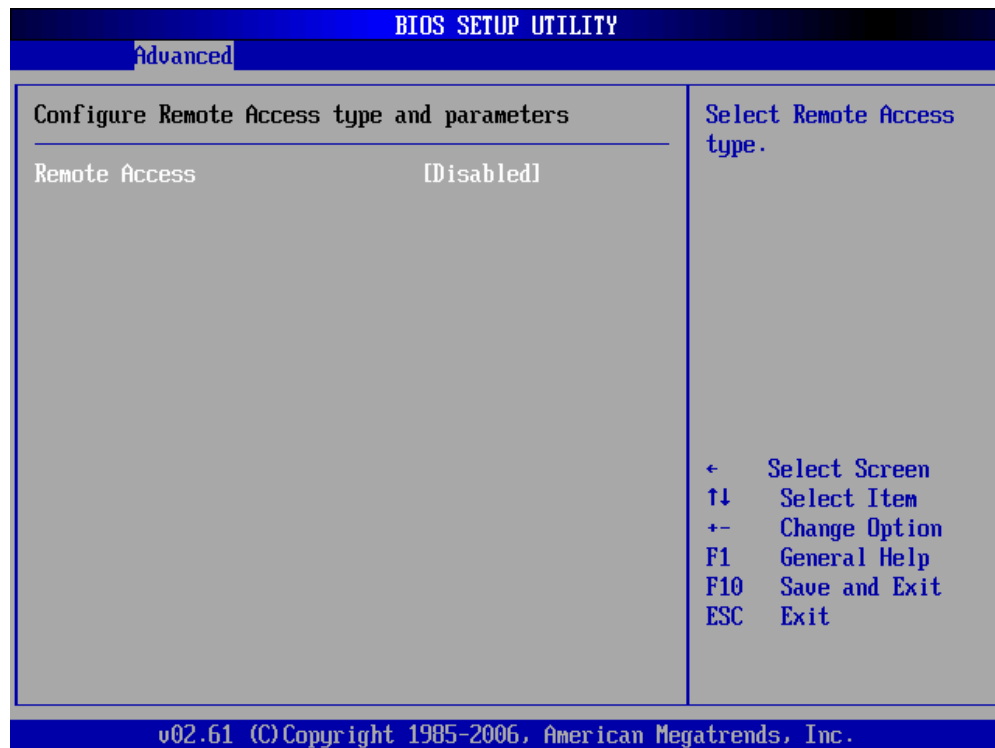 BIOS SETUP UTILITY
Advanced
Configure Remote Access type and parameters
Remote Access [Disabled]
Select Remote Access
type.
← Select Screen
↑↓ Select Item
+- Change Option
F1 General Help
F10 Save and Exit
ESC Exit
v02.61 (C)Copyright 1985-2006, American Megatrends, Inc.